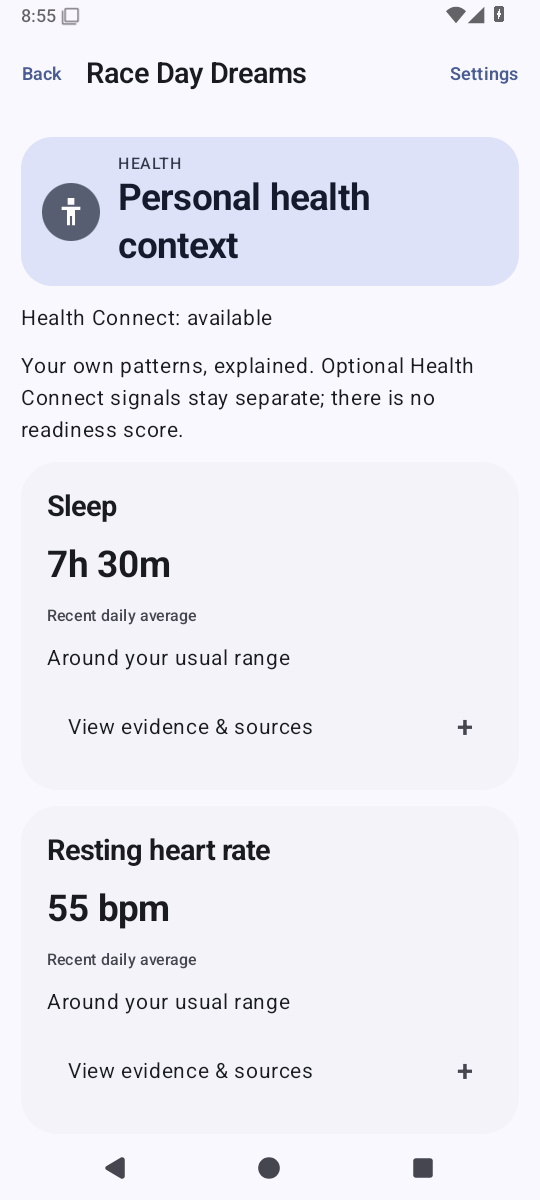 8:55
Back
Race Day Dreams
Settings
HEALTH
Personal health
context
Health Connect: available
Your own patterns, explained. Optional Health
Connect signals stay separate; there is no
readiness score.
Sleep
7h 30m
Recent daily average
Around your usual range
View evidence & sources +
Resting heart rate
55 bpm
Recent daily average
Around your usual range
View evidence & sources +